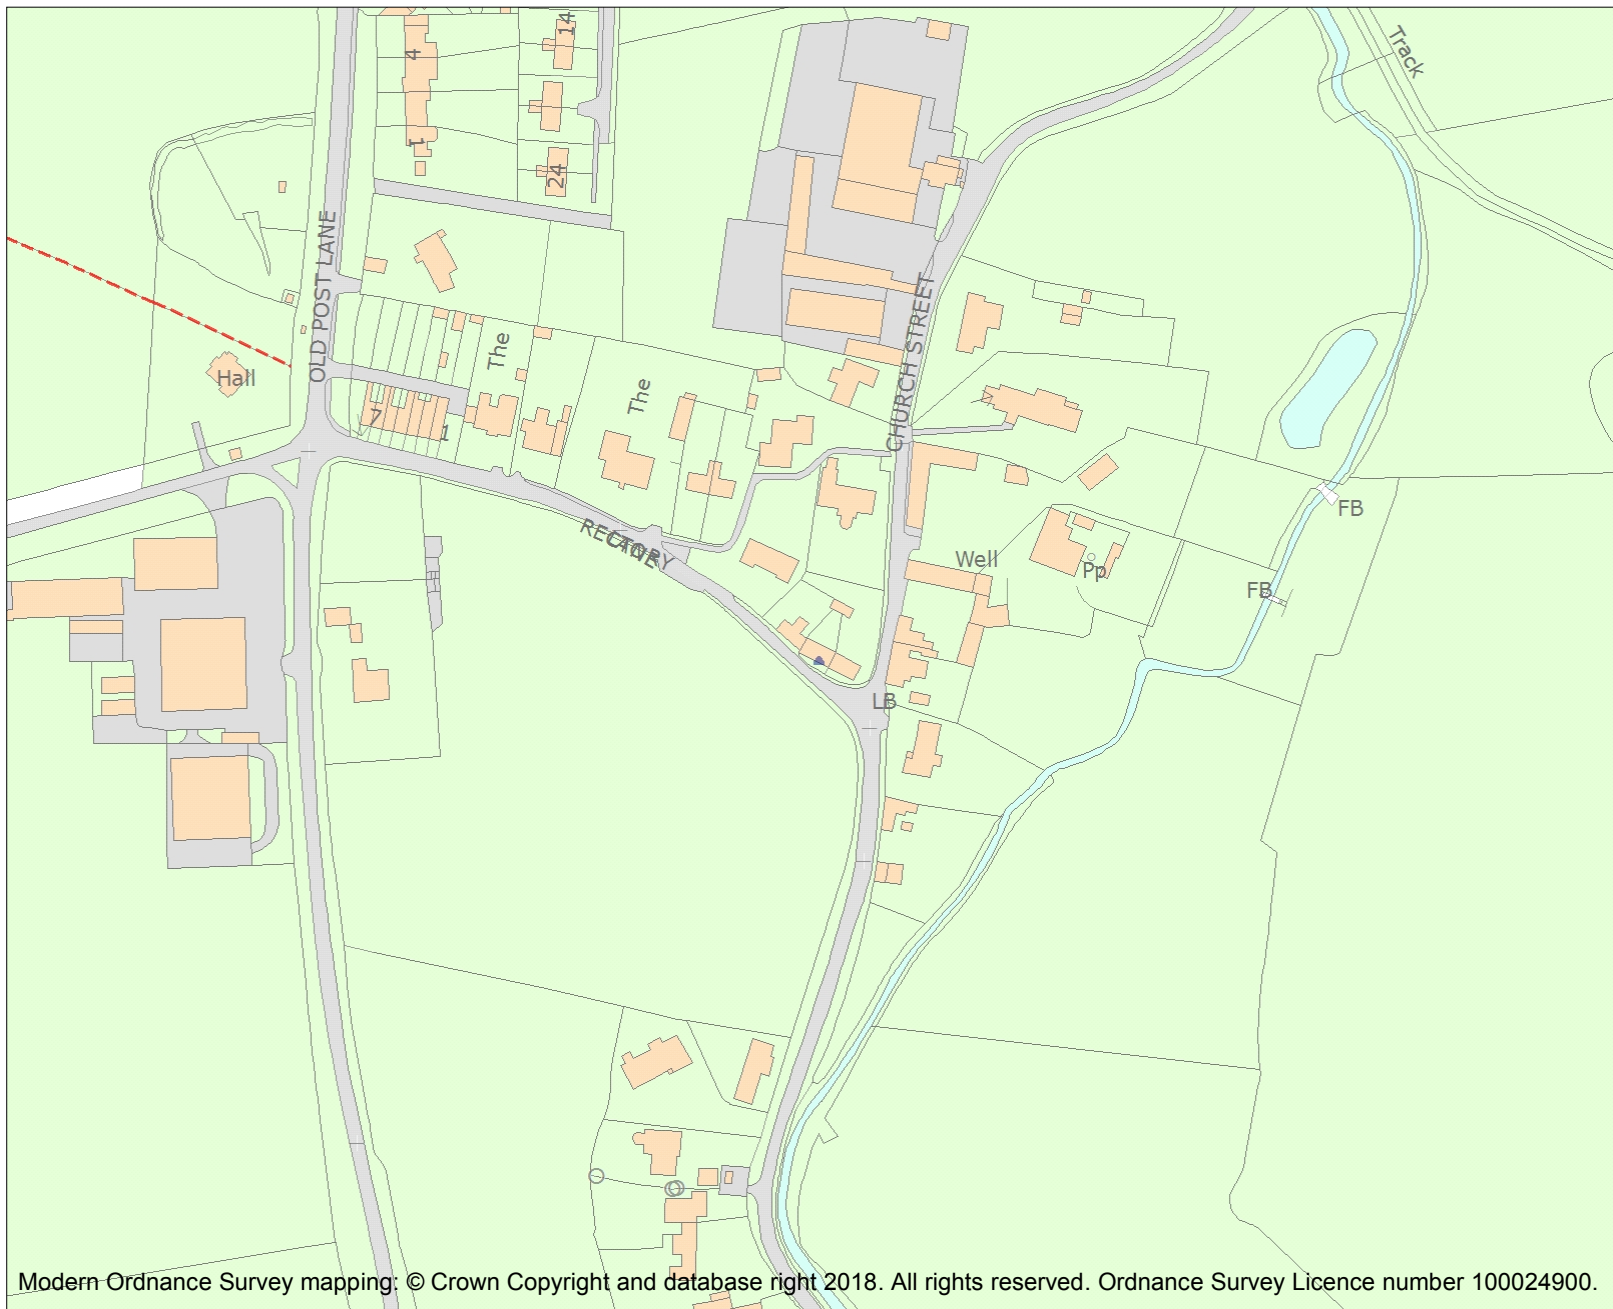 14
4
Track
1
24
OLD POST LANE
CHURCH STREET
The
Hall
The
7
1
FB
RECTORY
Well
Pp
FB
LB
Modern Ordnance Survey mapping: © Crown Copyright and database right 2018. All rights reserved. Ordnance Survey Licence number 100024900.